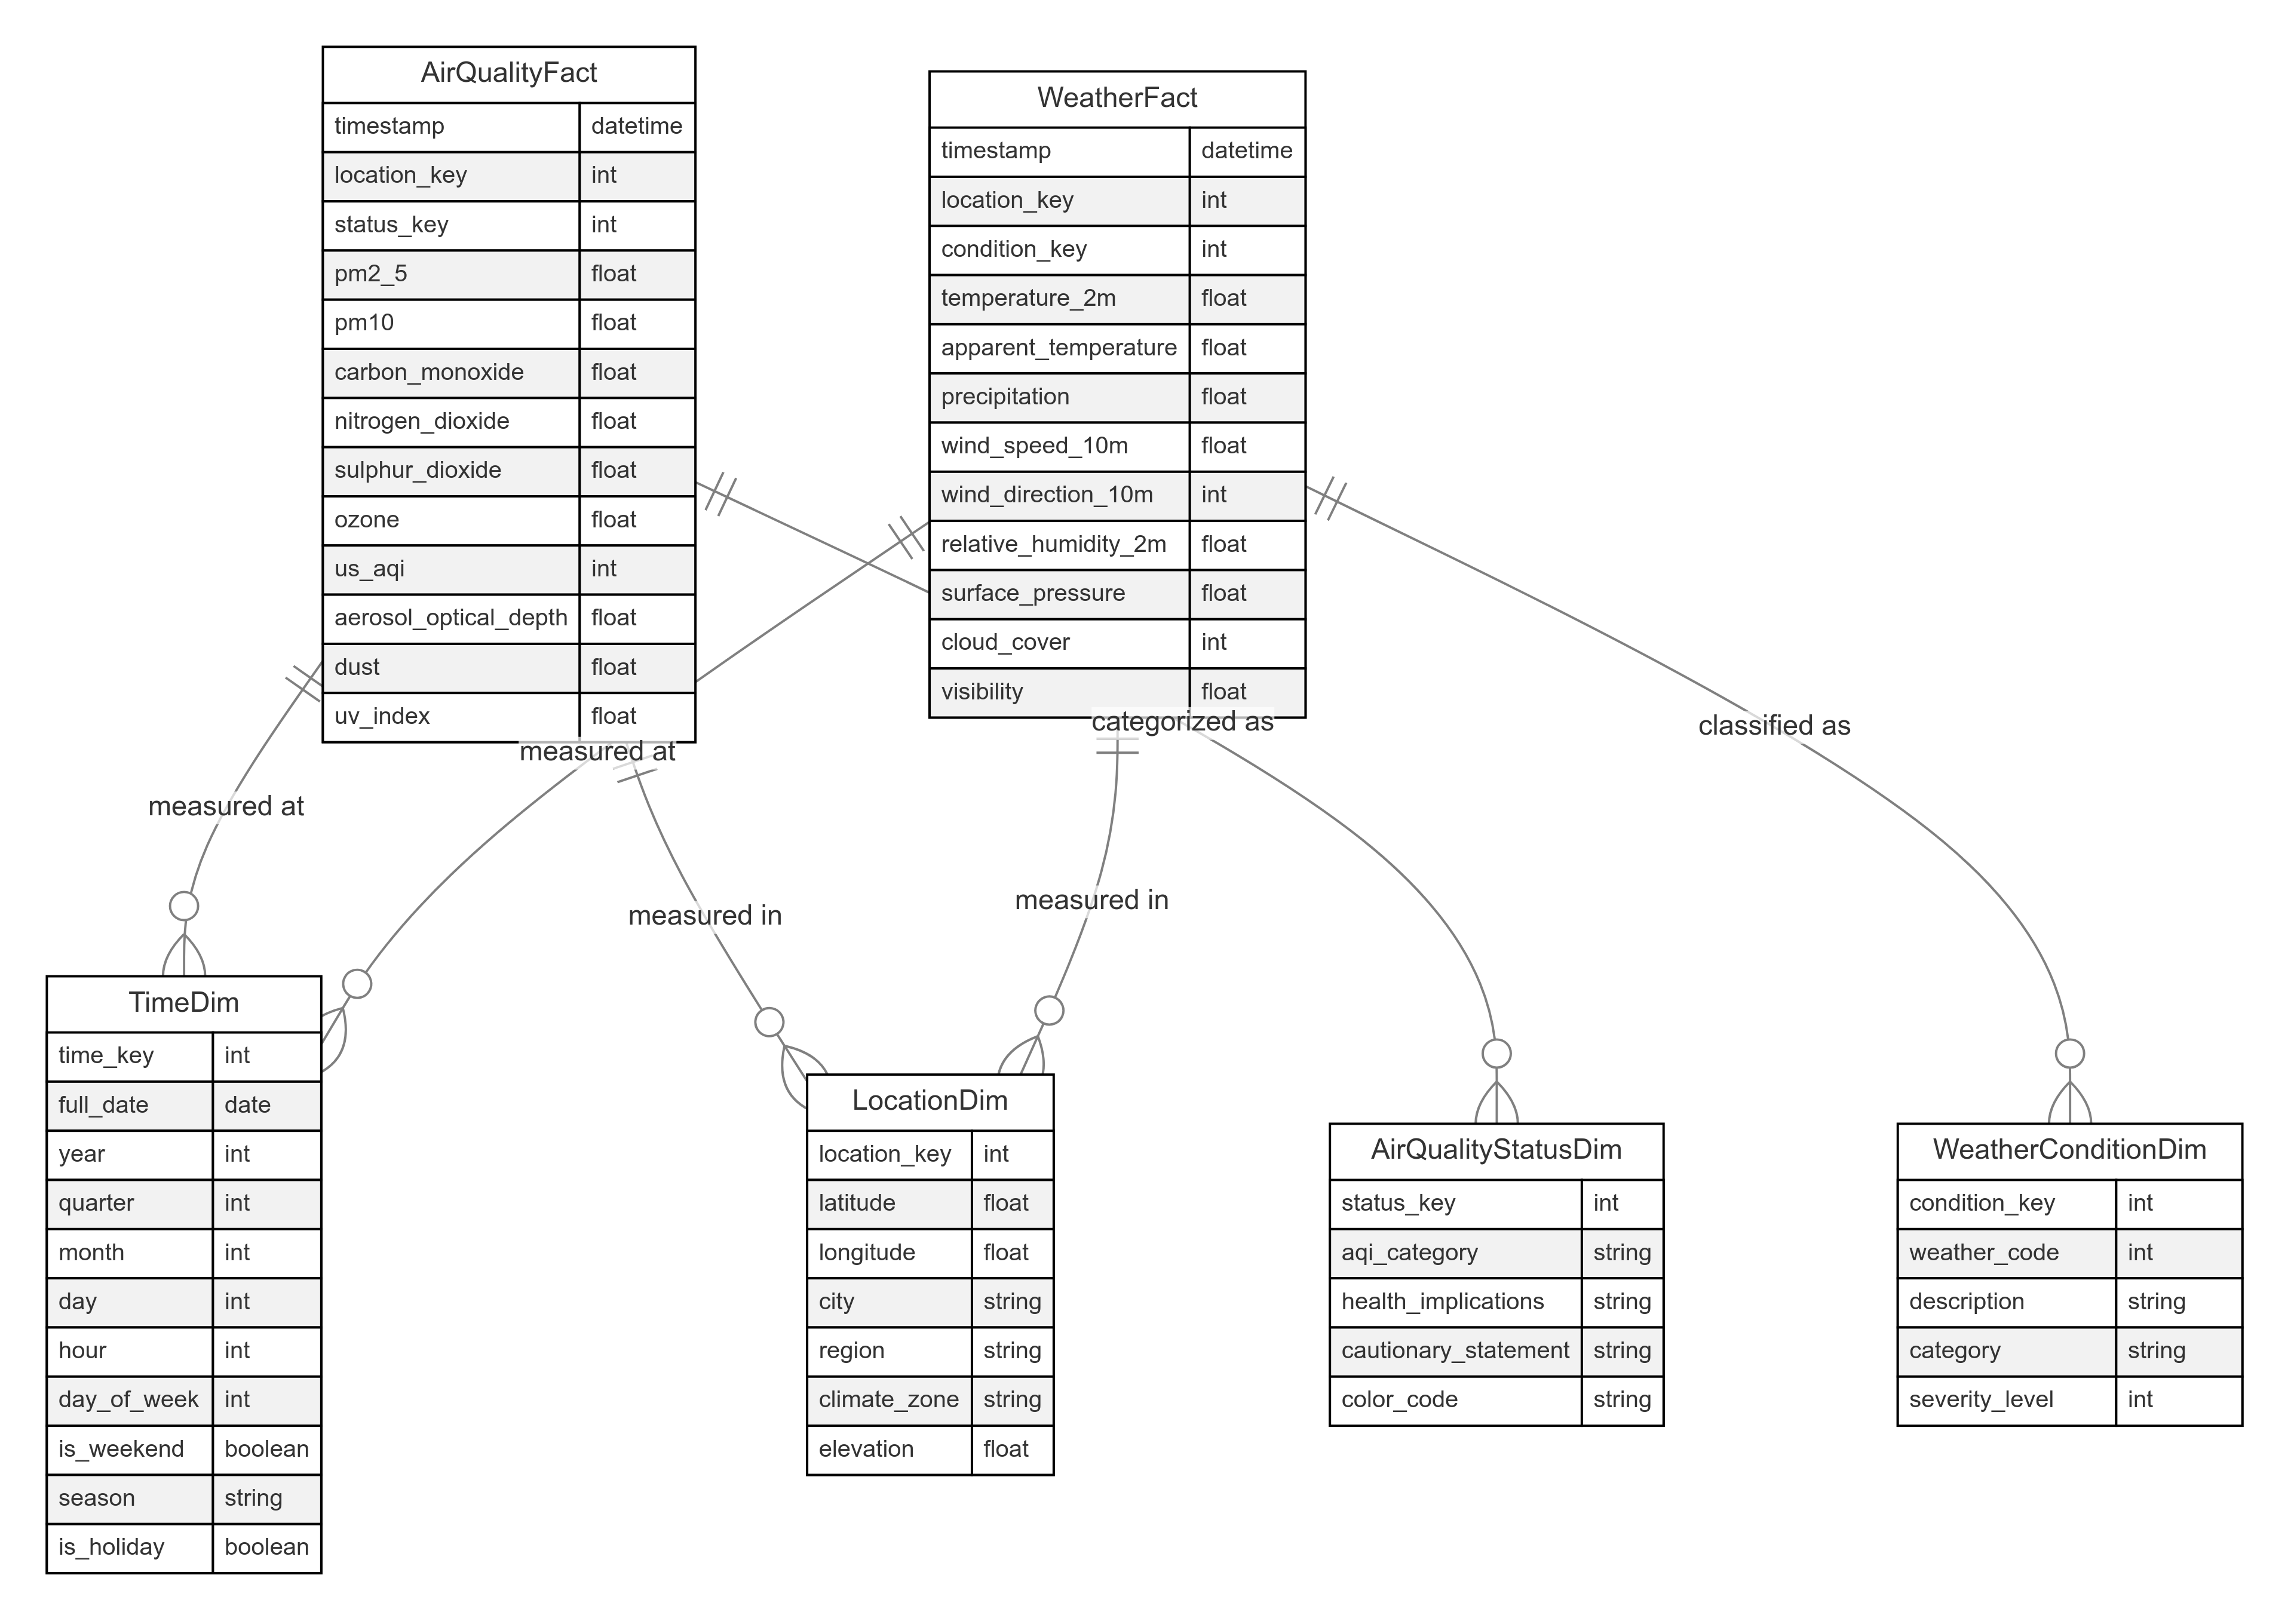 AirQualityFact
timestamp datetime
location_key int
status_key int
pm2_5 float
pm10 float
carbon_monoxide float
nitrogen_dioxide float
sulphur_dioxide float
ozone float
us_aqi int
aerosol_optical_depth float
dust float
uv_index float
WeatherFact
timestamp datetime
location_key int
condition_key int
temperature_2m float
apparent_temperature float
precipitation float
wind_speed_10m float
wind_direction_10m int
relative_humidity_2m float
surface_pressure float
cloud_cover int
visibility float
categorized as
classified as
measured at
measured at
measured in
measured in
TimeDim
time_key int
full_date date
year int
quarter int
month int
day int
hour int
day_of_week int
is_weekend boolean
season string
is_holiday boolean
LocationDim
location_key int
latitude float
longitude float
city string
region string
climate_zone string
elevation float
AirQualityStatusDim
status_key int
aqi_category string
health_implications string
cautionary_statement string
color_code string
WeatherConditionDim
condition_key int
weather_code int
description string
category string
severity_level int